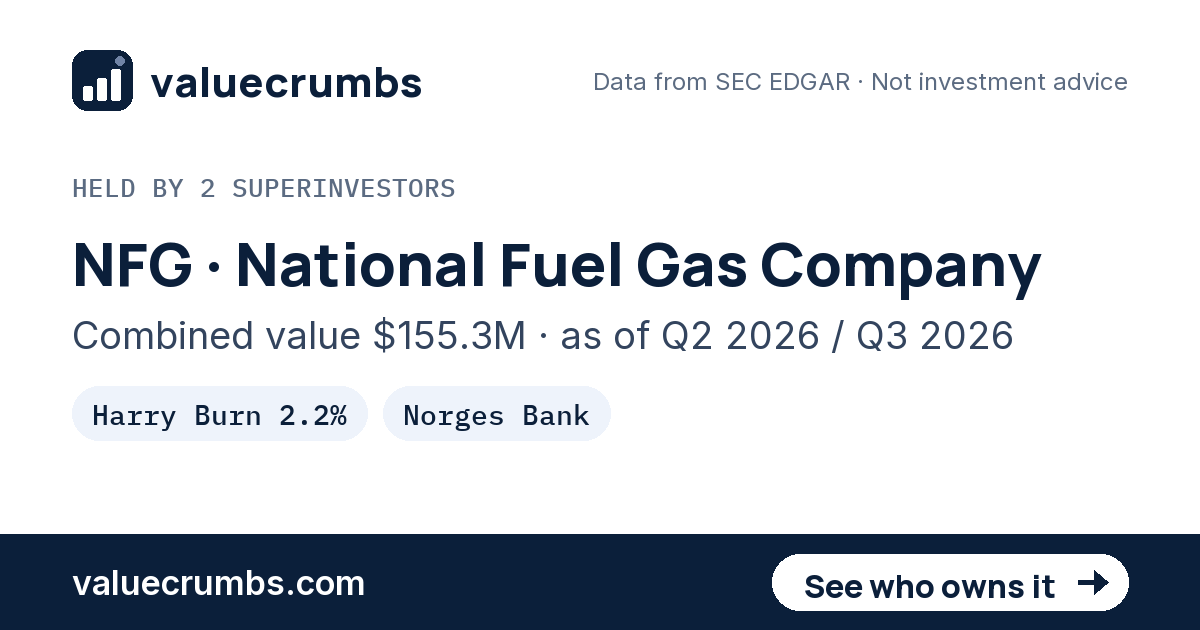 valuecrumbs
Data from SEC EDGAR · Not investment advice
HELD BY 2 SUPERINVESTORS
NFG · National Fuel Gas Company
Combined value $155.3M · as of Q2 2026 / Q3 2026
Harry Burn 2.2%
Norges Bank
valuecrumbs.com
See who owns it →